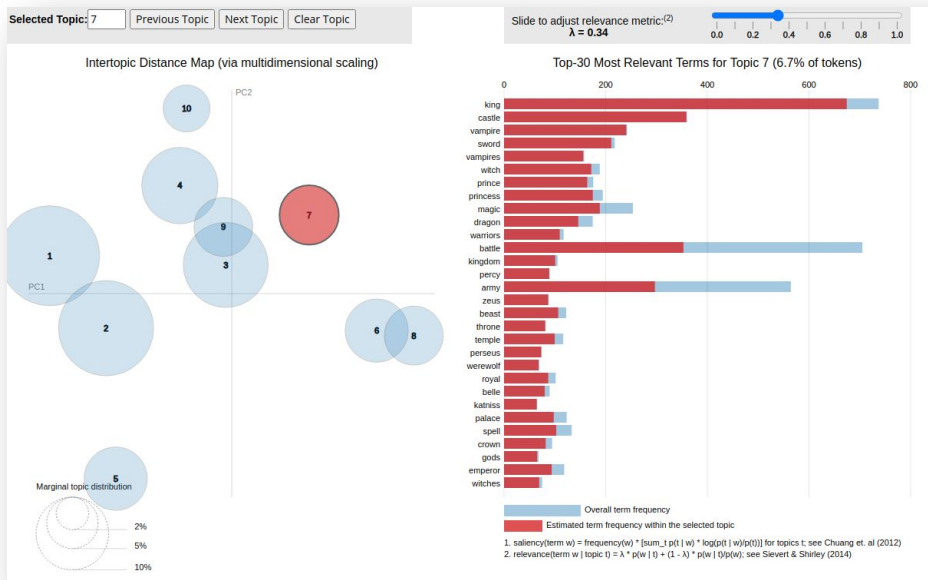 Selected Topic: 7 Previous Topic Next Topic Clear Topic
Slide to adjust relevance metric:(2)
λ = 0.34
0.0 0.2 0.4 0.6 0.8 1.0
Intertopic Distance Map (via multidimensional scaling)
PC2
10
4
7
9
1
3
PC1
2
6
8
5
Marginal topic distribution
2%
5%
10%
Top-30 Most Relevant Terms for Topic 7 (6.7% of tokens)
0 200 400 600 800
king
castle
vampire
sword
vampires
witch
prince
princess
magic
dragon
warriors
battle
kingdom
percy
army
zeus
beast
throne
temple
perseus
werewolf
royal
belle
katniss
palace
spell
crown
gods
emperor
witches
Overall term frequency
Estimated term frequency within the selected topic
1. saliency(term w) = frequency(w) * [sum_t p(t | w) * log(p(t | w)/p(t))] for topics t; see Chuang et. al (2012)
2. relevance(term w | topic t) = λ * p(w | t) + (1 - λ) * p(w | t)/p(w); see Sievert & Shirley (2014)